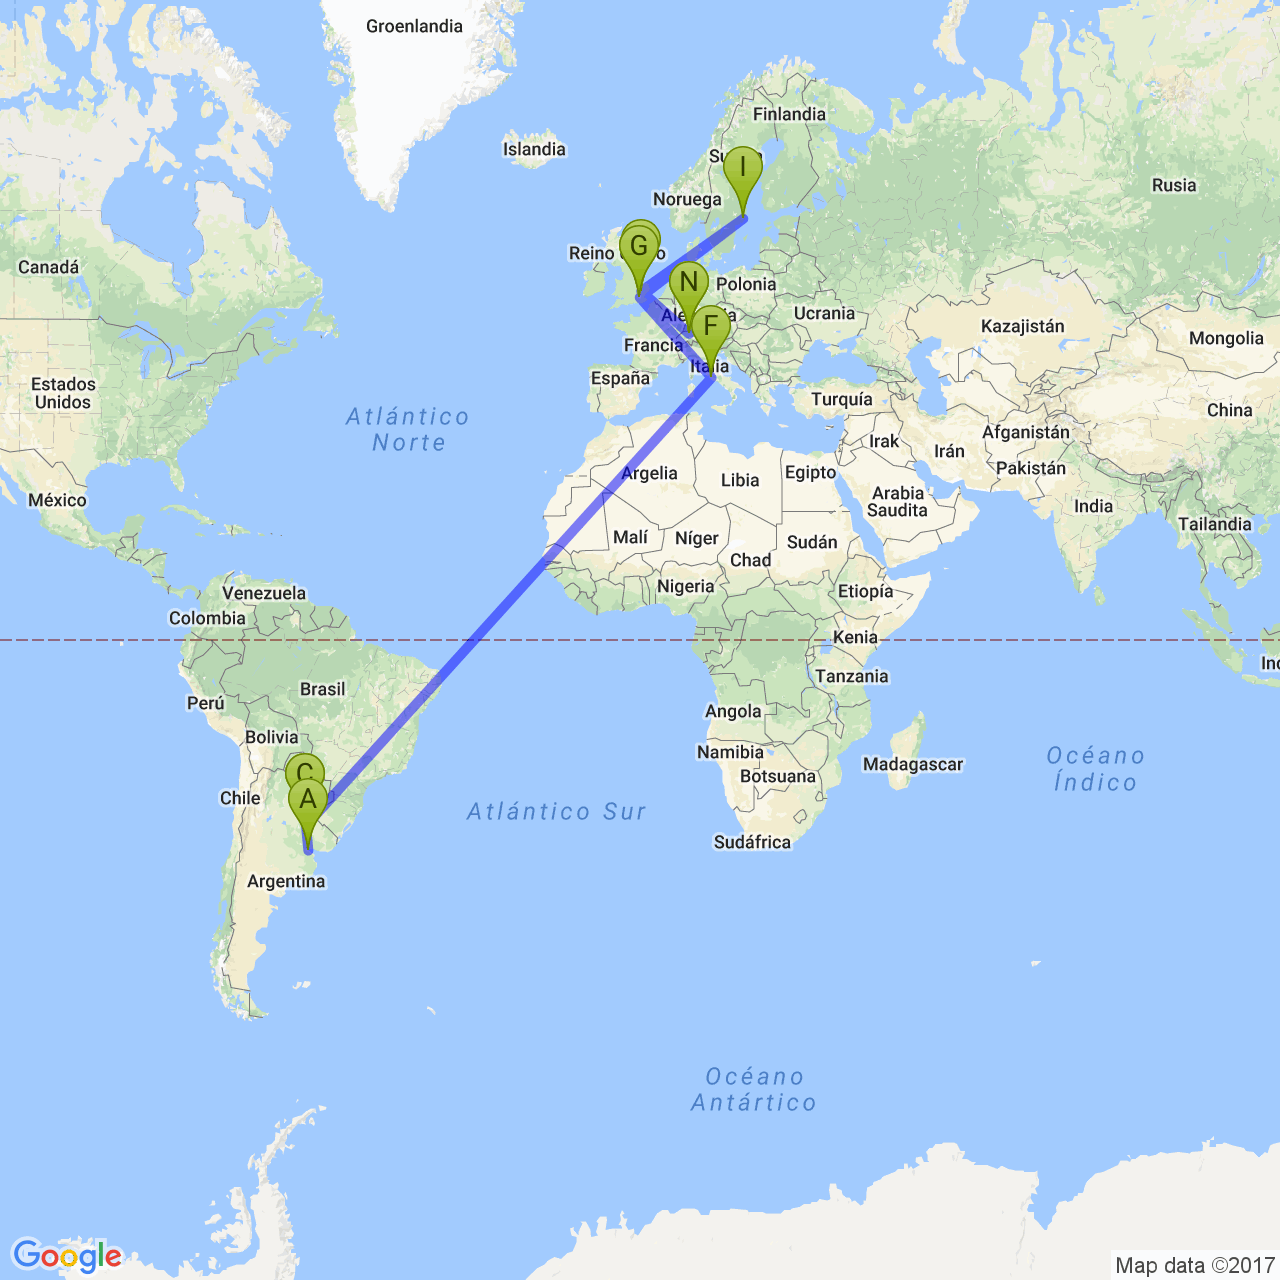 Groenlandia
Finlandia
Islandia
Rusia
I
Noruega
Canadá
G
Reino
N
Polonia
Ucrania
F
Kazajistán
Francia
Mongolia
Italia
España
Estados
Unidos
Turquía
China
Atlántico
Norte
Afganistán
Irak
Irán
Pakistán
Argelia
Libia
Egipto
Arabia
Saudita
México
India
Tailandia
Malí
Níger
Sudán
Chad
Nigeria
Etiopía
Venezuela
Colombia
Kenia
Brasil
Tanzania
Perú
Angola
Bolivia
Namibia
Océano
Índico
Madagascar
Botsuana
C
A
Chile
Atlántico Sur
Sudáfrica
Argentina
Océano
Antártico
Google
Map data ©2017